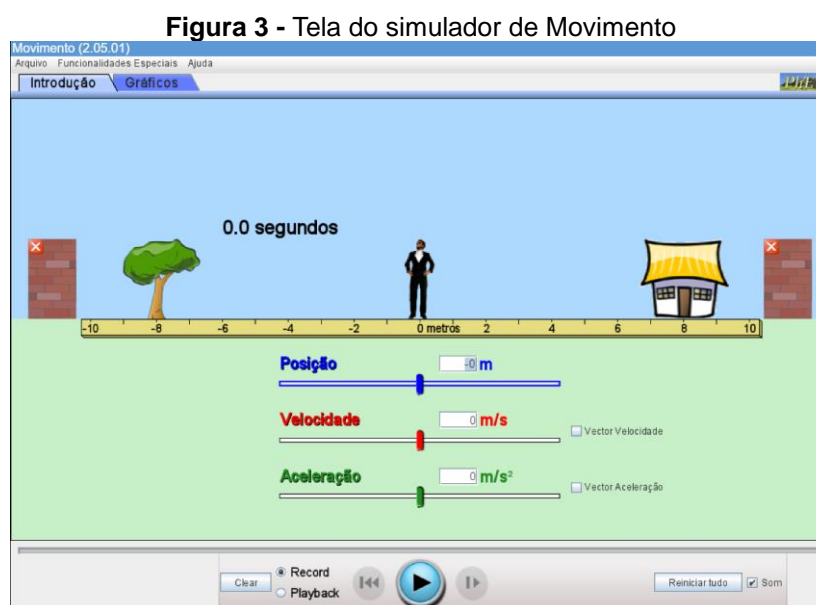 Figura 3 - Tela do simulador de Movimento
Movimento (2.05.01)
Arquivo Funcionalidades Especiais Ajuda
Introdução Gráficos
0.0 segundos
-10 -8 -6 -4 -2 0 metros 2 4 6 8 10
Posição -0 m
Velocidade 0 m/s
Vector Velocidade
Aceleração 0 m/s²
Vector Aceleração
Clear
Record
Playback
Reiniciar tudo
Som